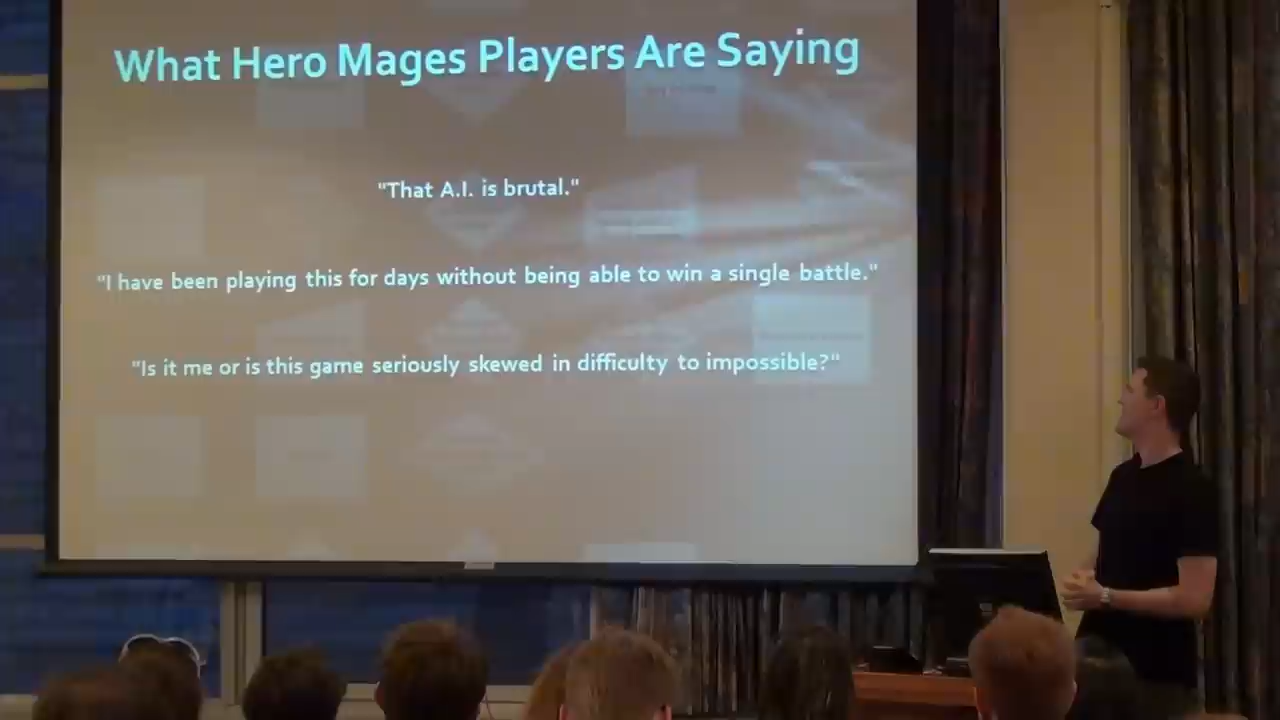 What Hero Mages Players Are Saying
"That A.I. is brutal."
"I have been playing this for days without being able to win a single battle."
"Is it me or is this game seriously skewed in difficulty to impossible?"